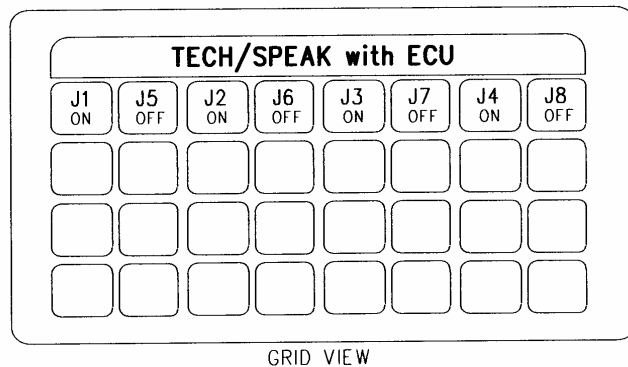 TECH/SPEAK with ECU
J1 J5 J2 J6 J3 J7 J4 J8
ON OFF ON OFF ON OFF ON OFF
GRID VIEW